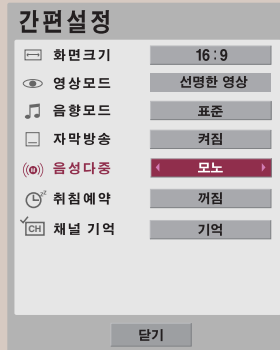 간편설정
화면크기 16:9
영상모드 선명한 영상
음향모드 표준
자막방송 켜짐
음성다중 모노
취침예약 꺼짐
CH 채널 기억 기억
닫기